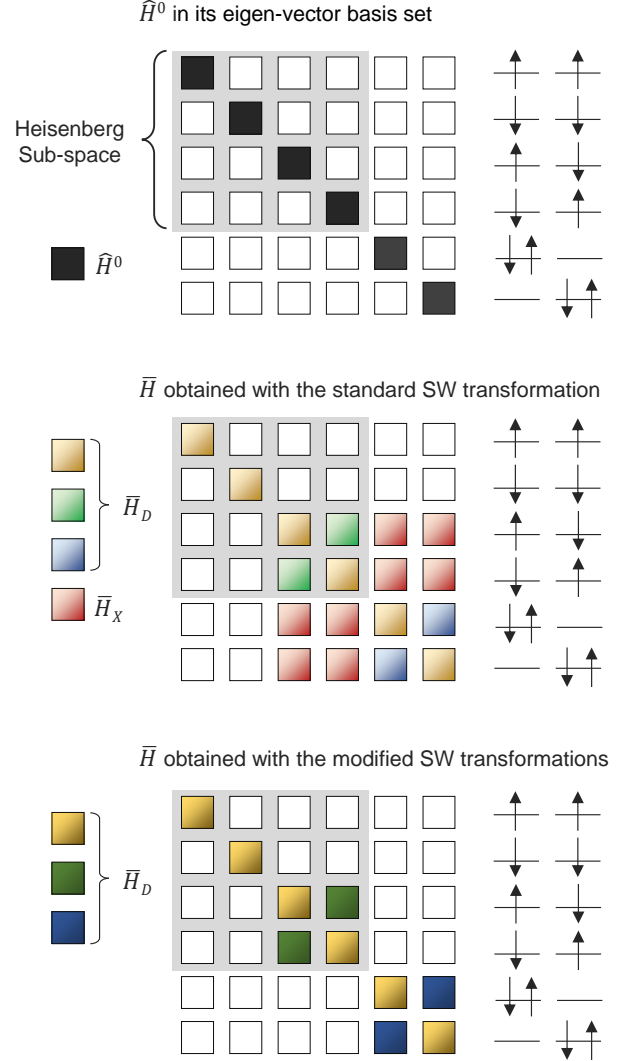 Ĥ⁰ in its eigen-vector basis set
Heisenberg
Sub-space
Ĥ⁰
H̅ obtained with the standard SW transformation
H̅_D
H̅_X
H̅ obtained with the modified SW transformations
H̅_D